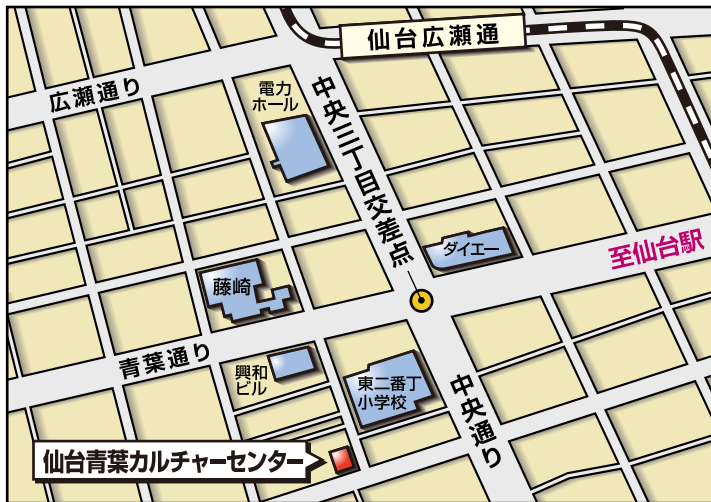 仙台広瀬通
広瀬通り
電力
ホール
中央三丁目交差点
ダイエー
至仙台駅
藤崎
青葉通り
興和
ビル
東二番丁
小学校
中央通り
仙台青葉カルチャーセンター